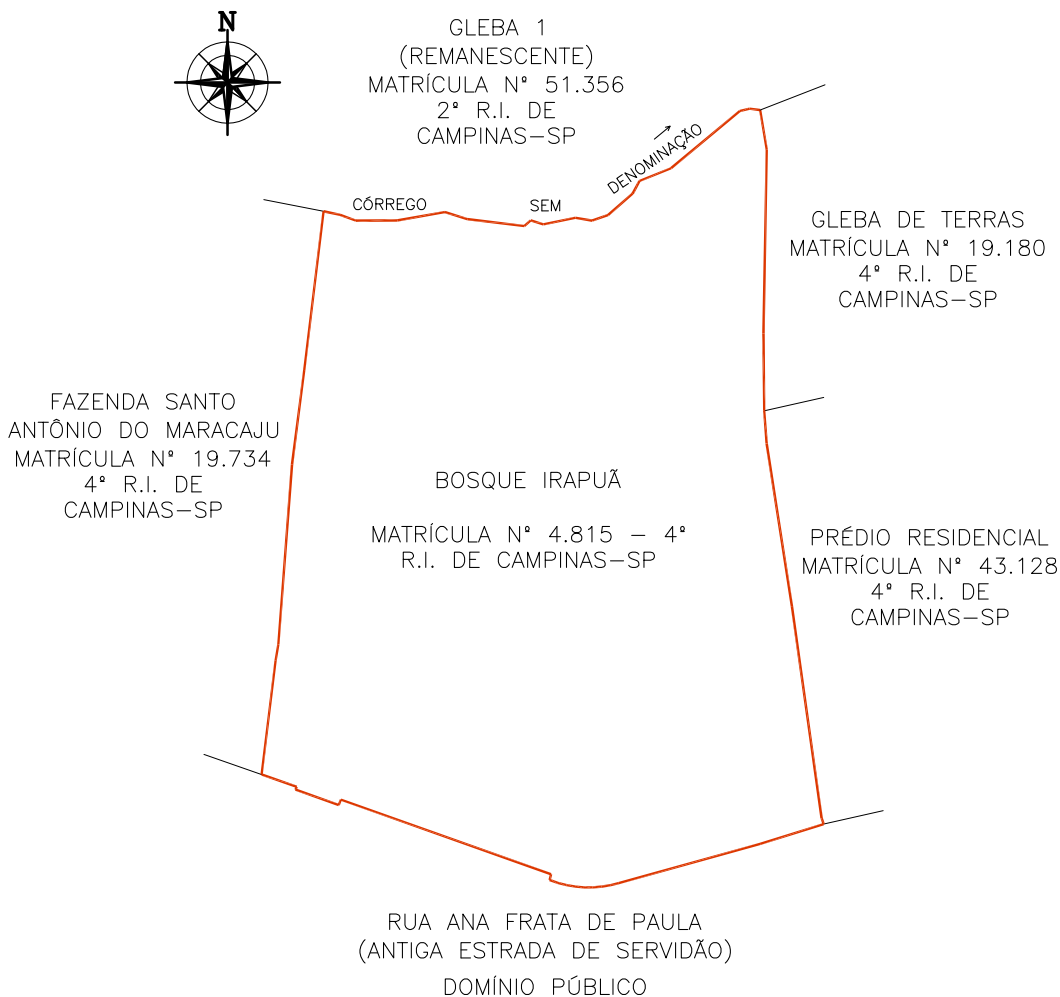 N
GLEBA 1
(REMANESCENTE)
MATRÍCULA Nº 51.356
2º R.I. DE
CAMPINAS-SP
CÓRREGO SEM DENOMINAÇÃO
GLEBA DE TERRAS
MATRÍCULA Nº 19.180
4º R.I. DE
CAMPINAS-SP
FAZENDA SANTO
ANTÔNIO DO MARACAJU
MATRÍCULA Nº 19.734
4º R.I. DE
CAMPINAS-SP
BOSQUE IRAPUÃ
MATRÍCULA Nº 4.815 - 4º
R.I. DE CAMPINAS-SP
PRÉDIO RESIDENCIAL
MATRÍCULA Nº 43.128
4º R.I. DE
CAMPINAS-SP
RUA ANA FRATA DE PAULA
(ANTIGA ESTRADA DE SERVIDÃO)
DOMÍNIO PÚBLICO